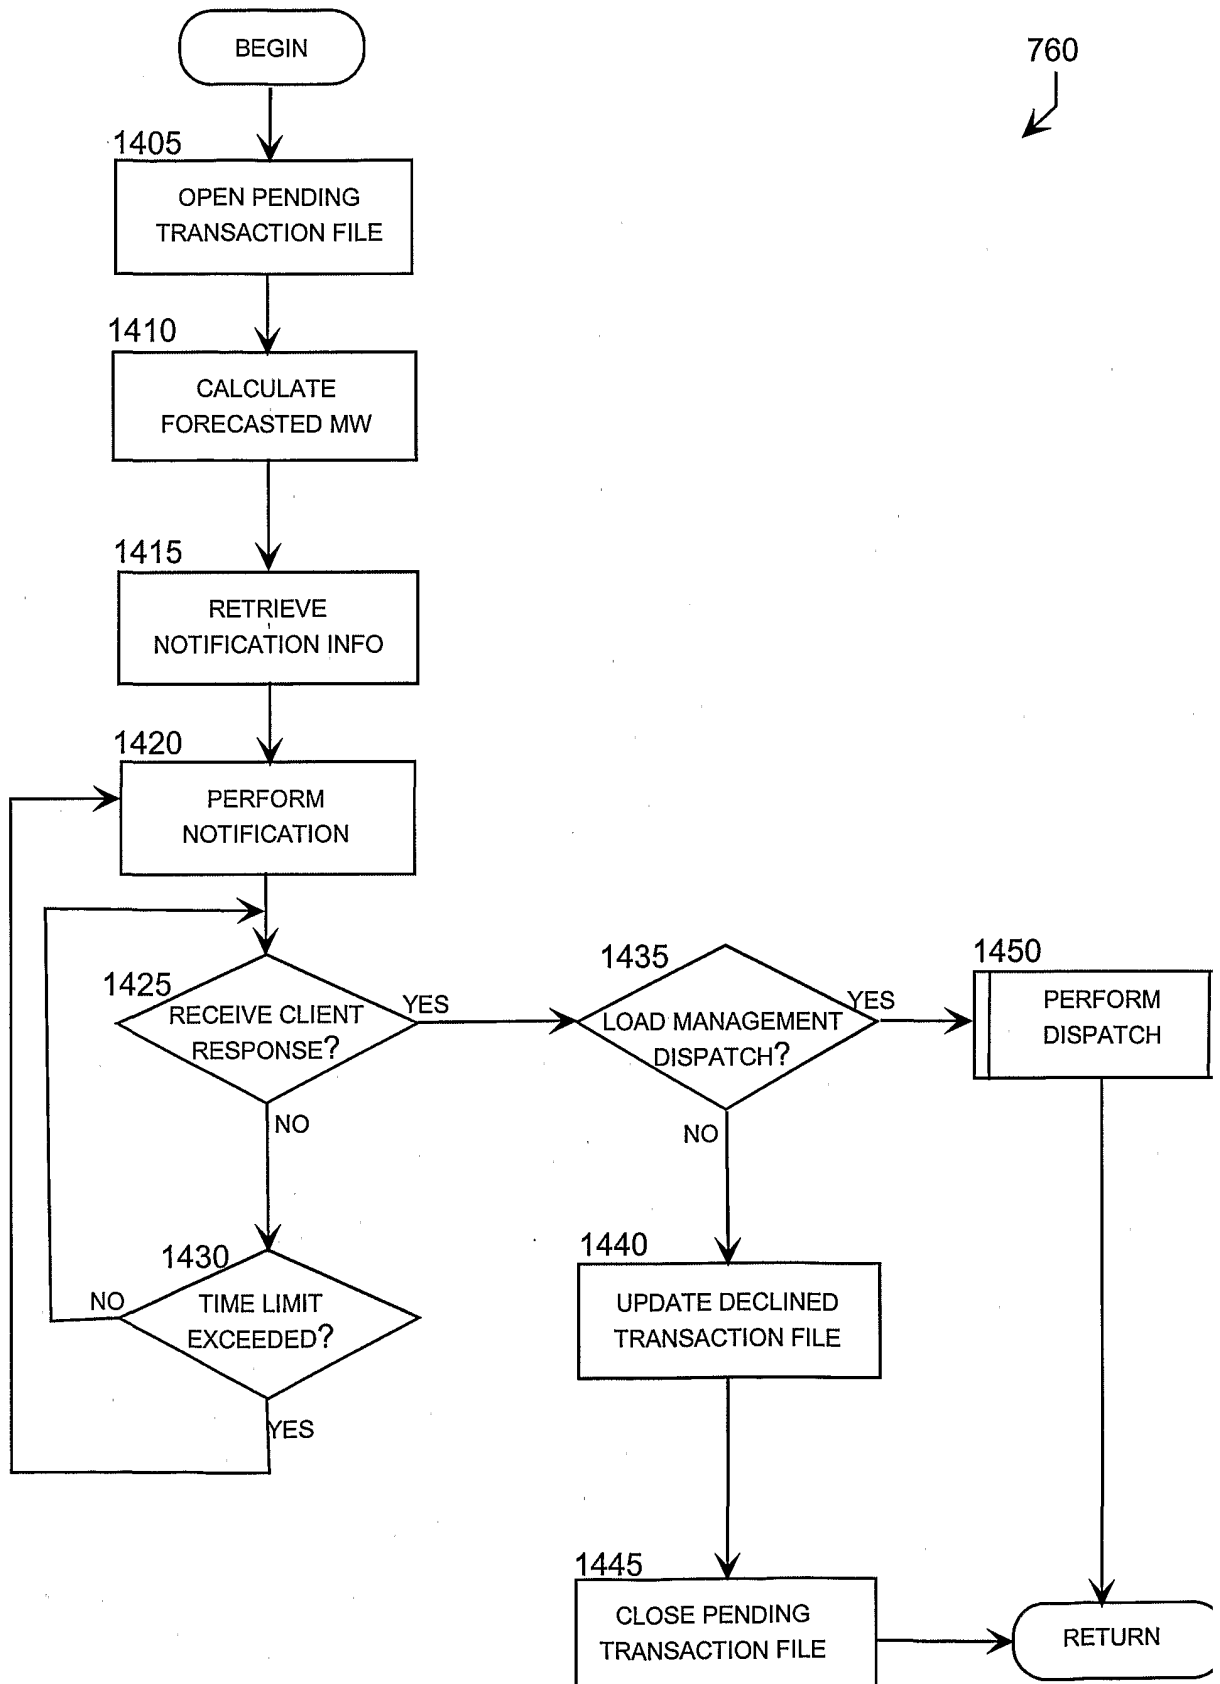 BEGIN
760
1405
OPEN PENDING
TRANSACTION FILE
1410
CALCULATE
FORECASTED MW
1415
RETRIEVE
NOTIFICATION INFO
1420
PERFORM
NOTIFICATION
1425
RECEIVE CLIENT
RESPONSE?
YES
NO
1430
TIME LIMIT
EXCEEDED?
NO
YES
1435
LOAD MANAGEMENT
DISPATCH?
YES
NO
1450
PERFORM
DISPATCH
1440
UPDATE DECLINED
TRANSACTION FILE
1445
CLOSE PENDING
TRANSACTION FILE
RETURN